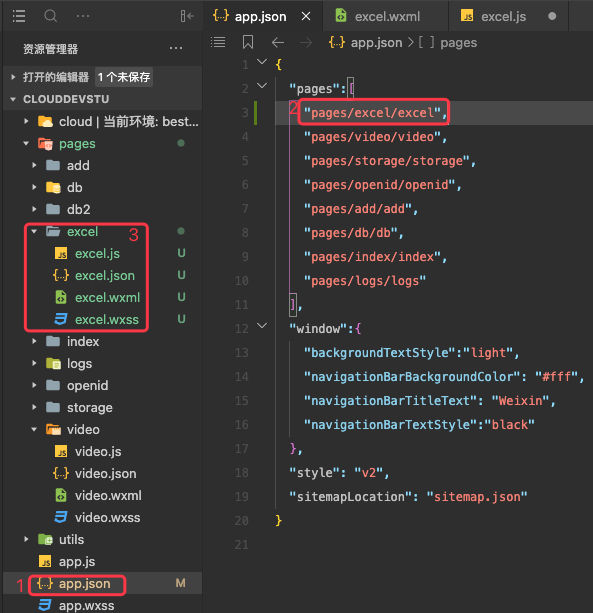 app.json
excel.wxml
excel.js
资源管理器
app.json > [ ] pages
打开的编辑器 1 个未保存
CLOUDDEVSTU
cloud | 当前环境: best...
pages
add
db
db2
excel
3
excel.js U
excel.json U
excel.wxml U
excel.wxss U
index
logs
openid
storage
video
video.js
video.json
video.wxml
video.wxss
utils
app.js
1 app.json M
app.wxss
1 {
2 "pages":[
3 2 "pages/excel/excel",
4 "pages/video/video",
5 "pages/storage/storage",
6 "pages/openid/openid",
7 "pages/add/add",
8 "pages/db/db",
9 "pages/index/index",
10 "pages/logs/logs"
11 ],
12 "window":{
13 "backgroundTextStyle":"light",
14 "navigationBarBackgroundColor": "#fff",
15 "navigationBarTitleText": "Weixin",
16 "navigationBarTextStyle":"black"
17 },
18 "style": "v2",
19 "sitemapLocation": "sitemap.json"
20 }
21